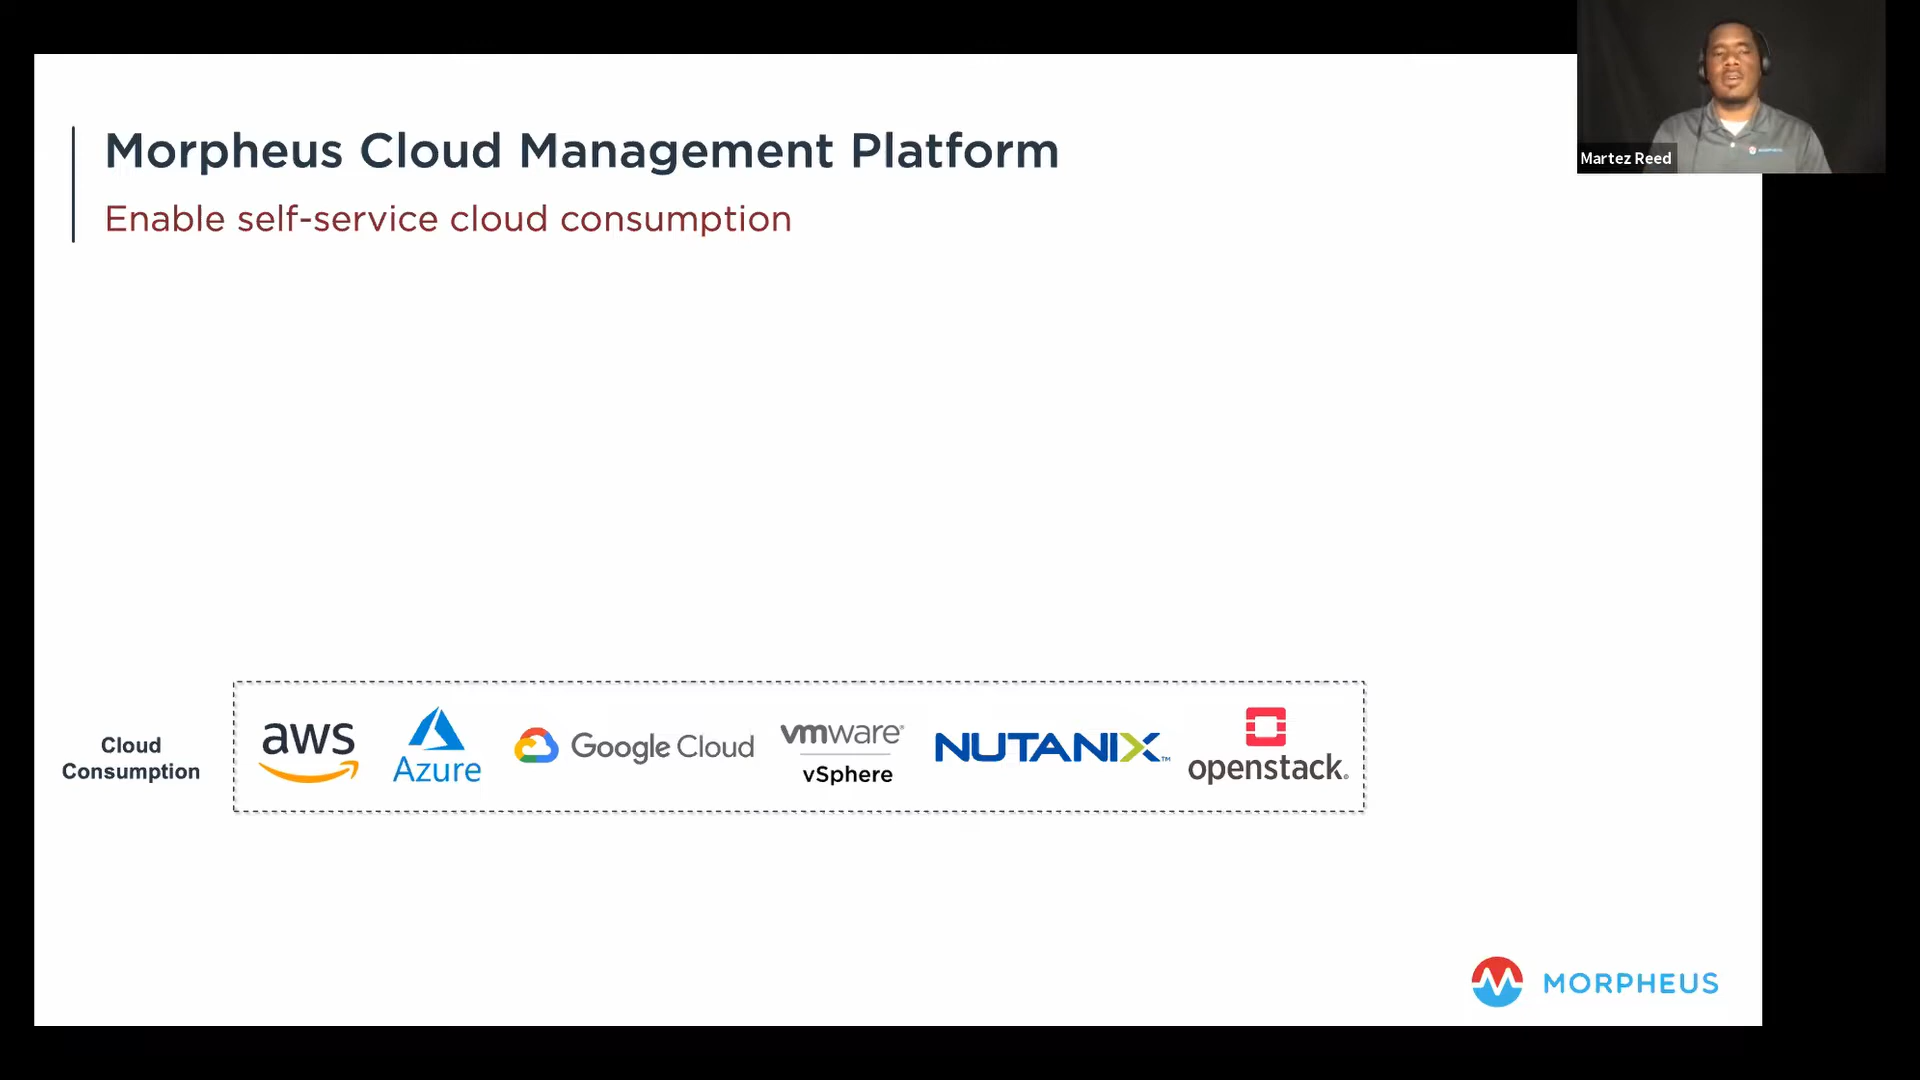 Morpheus Cloud Management Platform
Enable self-service cloud consumption
Martez Reed
Cloud
Consumption
aws
Azure
Google Cloud
vmware®
vSphere
NUTANIX™
openstack.
MORPHEUS